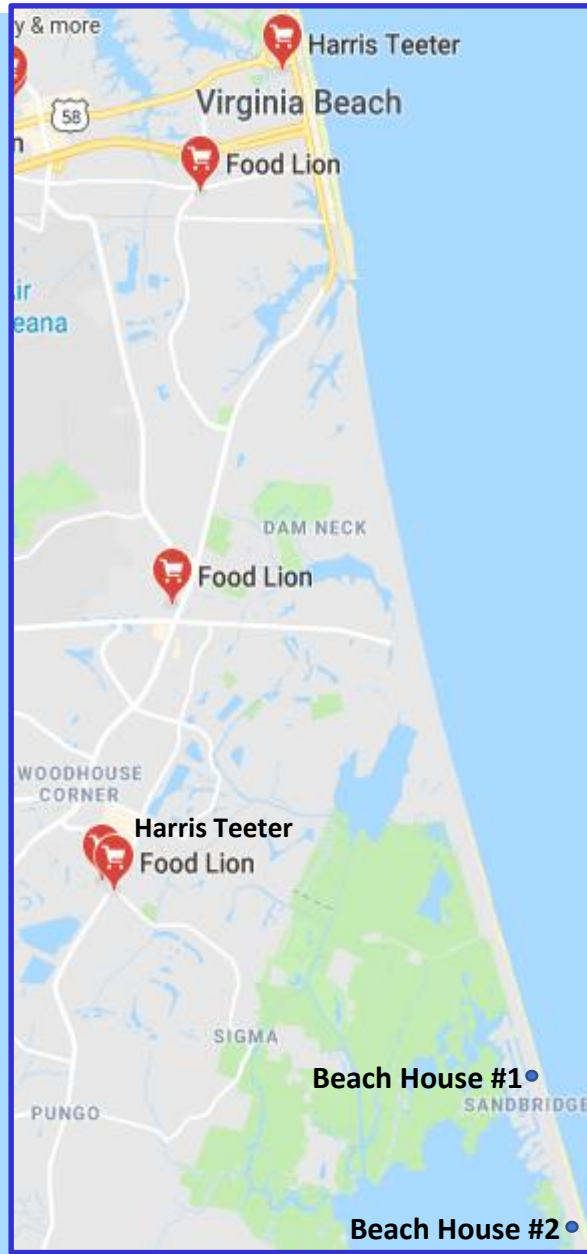 y & more
Harris Teeter
58
Virginia Beach
n
Food Lion
ir
eana
DAM NECK
Food Lion
WOODHOUSE
CORNER
Harris Teeter
Food Lion
SIGMA
Beach House #1
SANDBRIDGE
PUNGO
Beach House #2